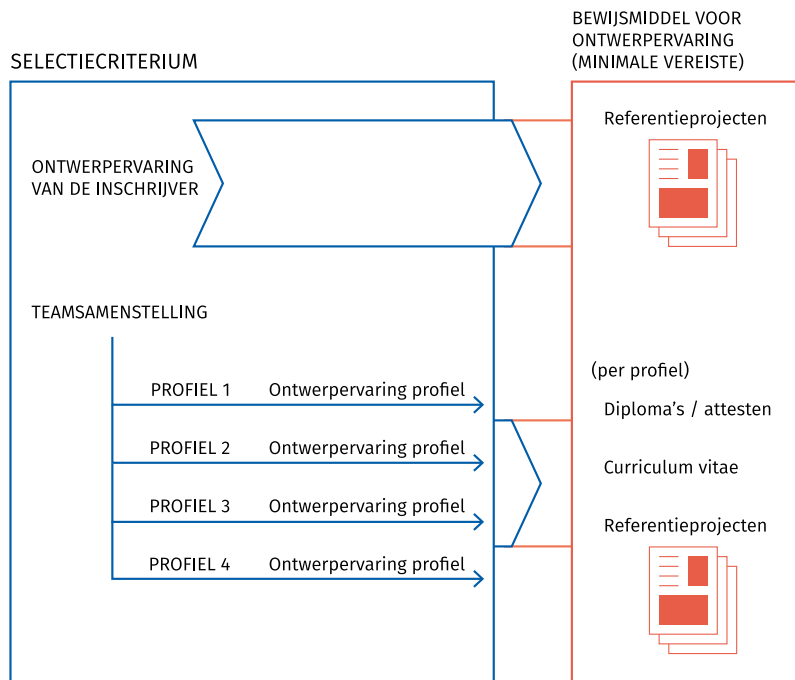 SELECTIECRITERIUM
BEWIJSMIDDEL VOOR
ONTWERPERVARING
(MINIMALE VEREISTE)
ONTWERPERVARING
VAN DE INSCHRIJVER
Referentieprojecten
TEAMSAMENSTELLING
PROFIEL 1 Ontwerpervaring profiel
PROFIEL 2 Ontwerpervaring profiel
PROFIEL 3 Ontwerpervaring profiel
PROFIEL 4 Ontwerpervaring profiel
(per profiel)
Diploma's / attesten
Curriculum vitae
Referentieprojecten